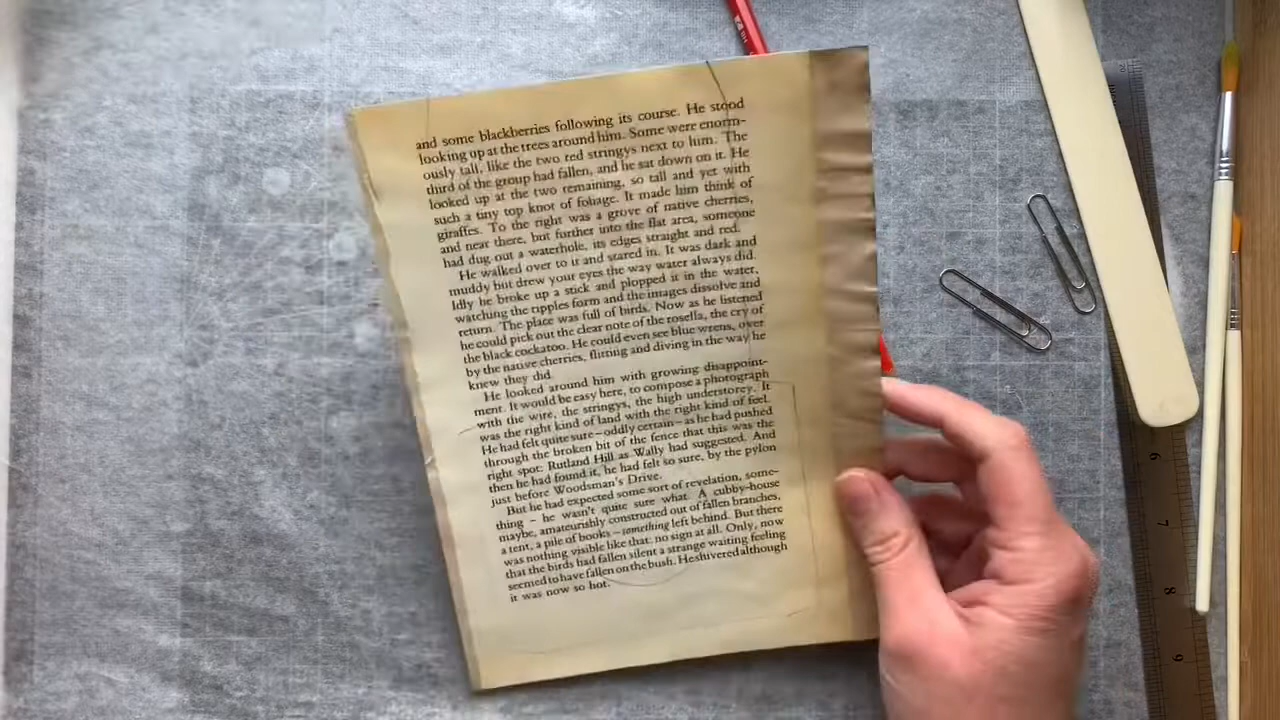 and some blackberries following its course. He stood
looking up at the trees around him. Some were enorm-
ously tall, like the two red stringys next to him. The
third of the group had fallen, and he sat down on it. He
looked up at the two remaining, so tall and yet with
such a tiny top knot of foliage. It made him think of
giraffes. To the right was a grove of native cherries,
and near there, but further into the flat area, someone
had dug out a waterhole, its edges straight and red.
He walked over to it and stared in. It was dark and
muddy but drew your eyes the way water always did.
Idly he broke up a stick and plopped it in the water,
watching the ripples form and the images dissolve and
return. The place was full of birds. Now as he listened
he could pick out the clear note of the rosella, the cry of
the black cockatoo. He could even see blue wrens, over
by the native cherries, flitting and diving in the way he
knew they did.
He looked around him with growing disappoint-
ment. It would be easy here, to compose a photograph
with the wire, the stringys, the high understorey. It
was the right kind of land with the right kind of feel.
He had felt quite sure – oddly certain – as he had pushed
through the broken bit of the fence that this was the
right spot: Rutland Hill as Wally had suggested. And
then he had found it, he had felt so sure, by the pylon
just before Woodsman's Drive.
But he had expected some sort of revelation, some-
thing – he wasn't quite sure what. A cubby-house
maybe, amateurishly constructed out of fallen branches,
a tent, a pile of books – something left behind. But there
was nothing visible like that: no sign at all. Only, now
that the birds had fallen silent a strange waiting feeling
seemed to have fallen on the bush. He shivered although
it was now so hot.
6
7
8
9